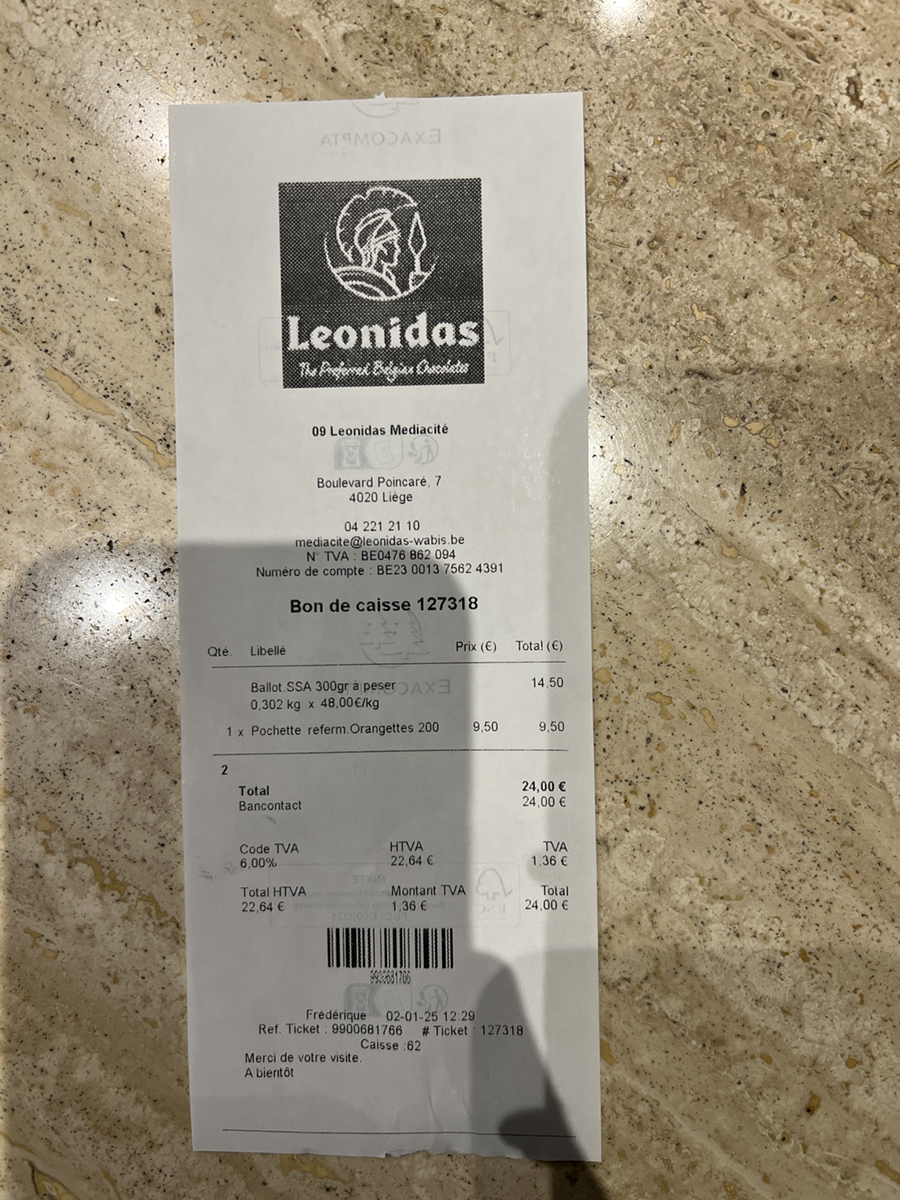 EXACOMPTA
Leonidas
The Preferred Belgian Chocolates
09 Leonidas Mediacité
Boulevard Poincaré, 7
4020 Liège
04 221 21 10
mediacite@leonidas-wabis.be
N° TVA : BE0476 862 094
Numéro de compte : BE23 0013 7562 4391
Bon de caisse 127318
Qté. Libellé Prix (€) Total (€)
Ballot.SSA 300gr à peser 14,50
0,302 kg x 48,00€/kg
1 x Pochette referm.Orangettes 200 9,50 9,50
2
Total 24,00 €
Bancontact 24,00 €
Code TVA HTVA TVA
6,00% 22,64 € 1,36 €
Total HTVA Montant TVA Total
22,64 € 1,36 € 24,00 €
Frédérique 02-01-25 12:29
Ref. Ticket : 9900681766 # Ticket : 127318
Caisse :62
Merci de votre visite.
A bientôt